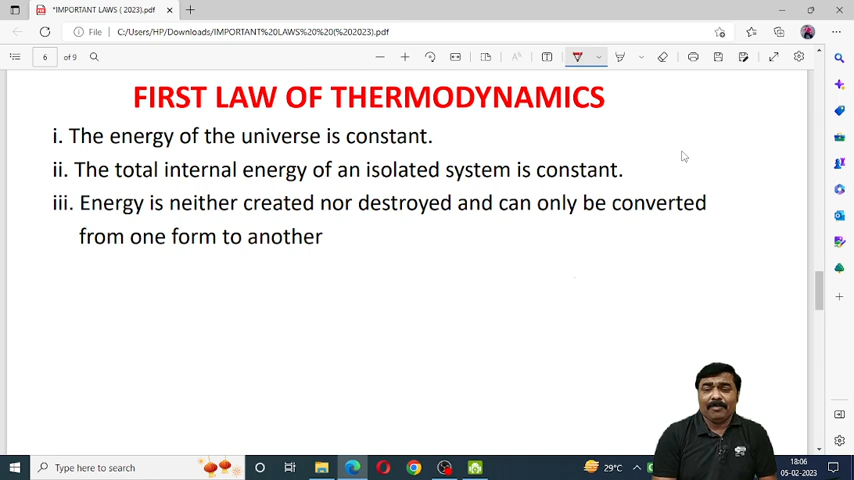 *IMPORTANT LAWS ( 2023).pdf
File
C:/Users/HP/Downloads/IMPORTANT%20LAWS%20%20(%202023).pdf
6 of 9
FIRST LAW OF THERMODYNAMICS
i. The energy of the universe is constant.
ii. The total internal energy of an isolated system is constant.
iii. Energy is neither created nor destroyed and can only be converted
from one form to another
Type here to search
29°C
18:06
05-02-2023